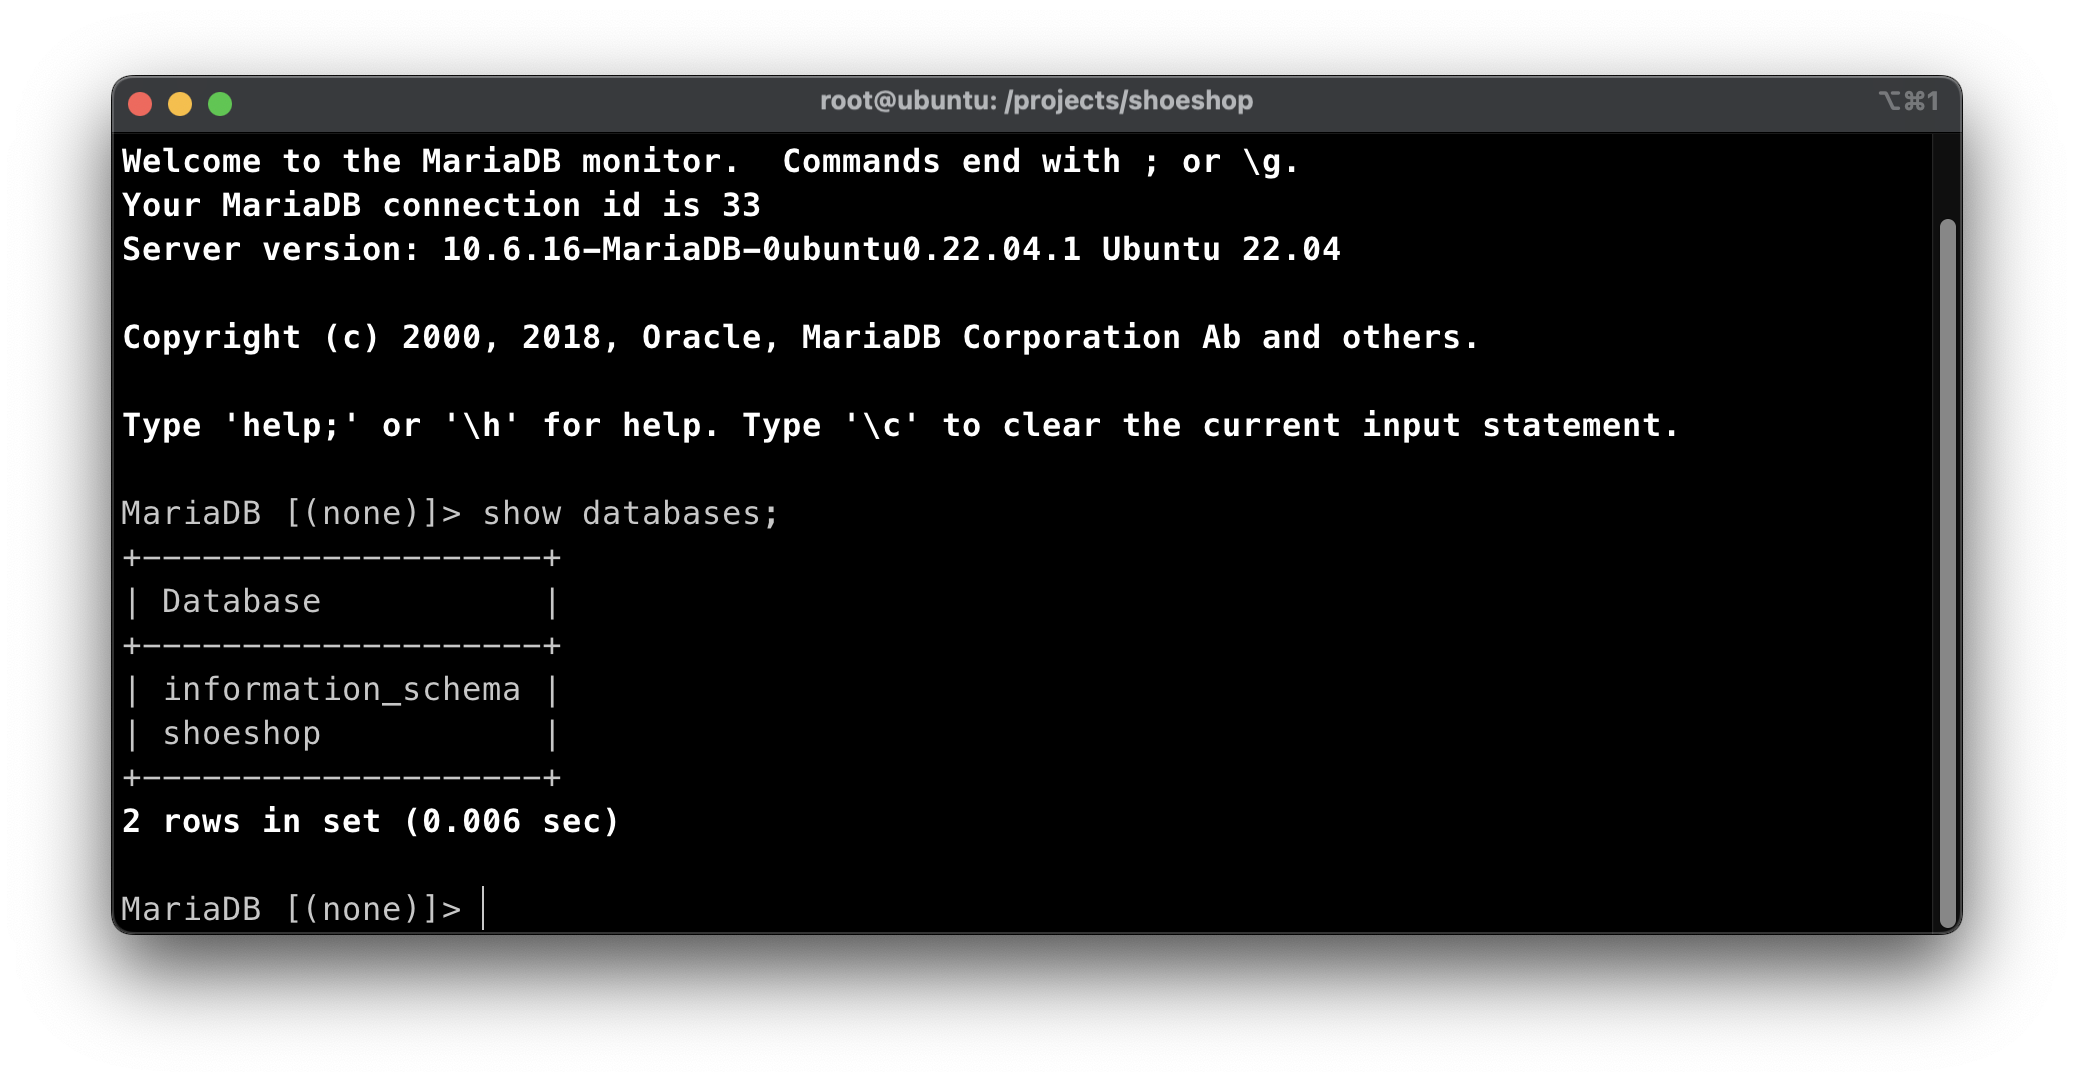 root@ubuntu: /projects/shoeshop
⌥⌘1
Welcome to the MariaDB monitor.  Commands end with ; or \g.
Your MariaDB connection id is 33
Server version: 10.6.16-MariaDB-0ubuntu0.22.04.1 Ubuntu 22.04
Copyright (c) 2000, 2018, Oracle, MariaDB Corporation Ab and others.
Type 'help;' or '\h' for help. Type '\c' to clear the current input statement.
MariaDB [(none)]> show databases;
+--------------------+
| Database           |
+--------------------+
| information_schema |
| shoeshop           |
+--------------------+
2 rows in set (0.006 sec)
MariaDB [(none)]>